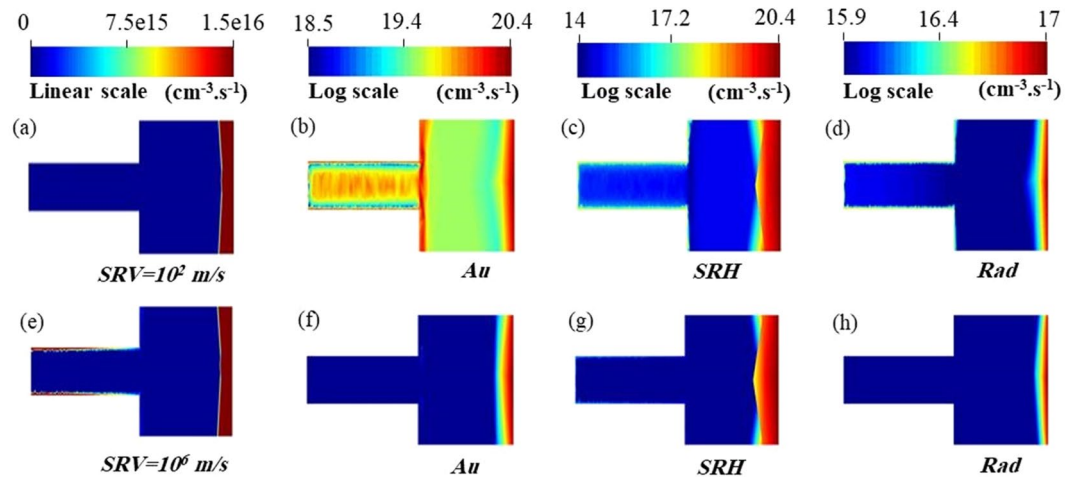 0 7.5e15 1.5e16
Linear scale (cm⁻³.s⁻¹)
18.5 19.4 20.4
Log scale (cm⁻³.s⁻¹)
14 17.2 20.4
Log scale (cm⁻³.s⁻¹)
15.9 16.4 17
Log scale (cm⁻³.s⁻¹)
(a)
(b)
(c)
(d)
SRV=10² m/s
Au
SRH
Rad
(e)
(f)
(g)
(h)
SRV=10⁶ m/s
Au
SRH
Rad